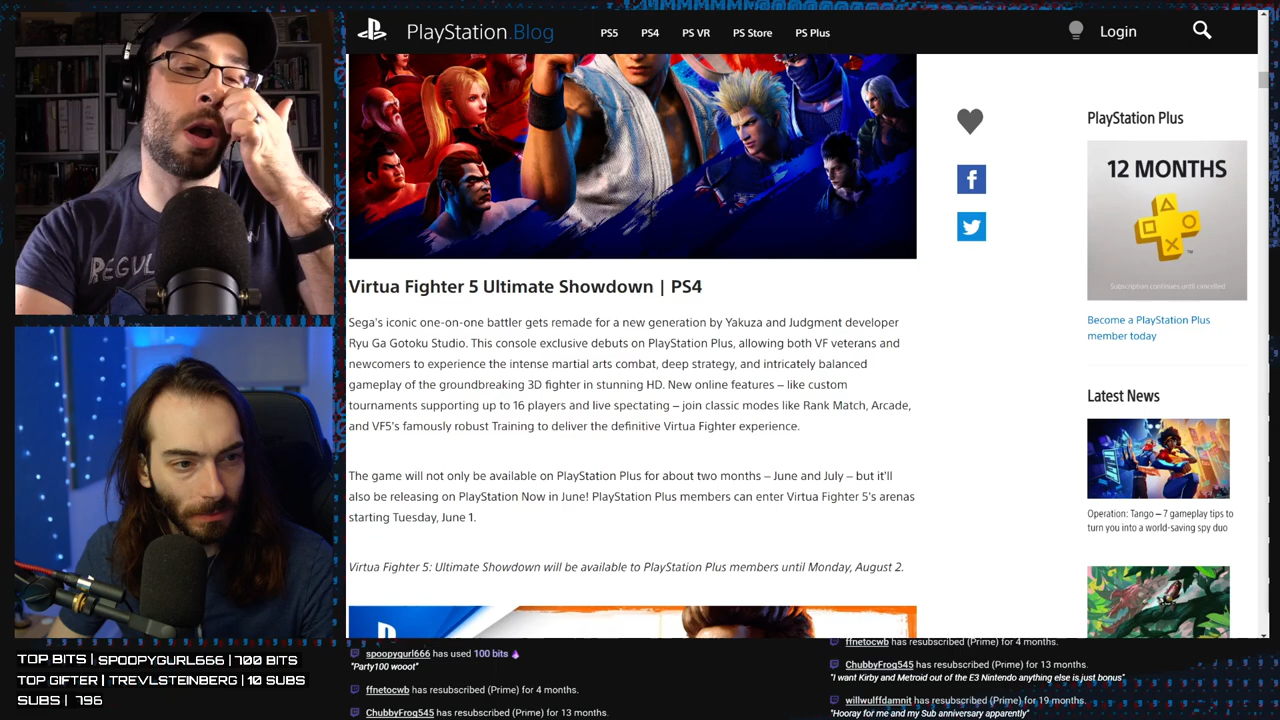 PlayStation.Blog
PS5
PS4
PS VR
PS Store
PS Plus
Login
REGUL
Virtua Fighter 5 Ultimate Showdown | PS4
Sega's iconic one-on-one battler gets remade for a new generation by Yakuza and Judgment developer
Ryu Ga Gotoku Studio. This console exclusive debuts on PlayStation Plus, allowing both VF veterans and
newcomers to experience the intense martial arts combat, deep strategy, and intricately balanced
gameplay of the groundbreaking 3D fighter in stunning HD. New online features – like custom
tournaments supporting up to 16 players and live spectating – join classic modes like Rank Match, Arcade,
and VF5's famously robust Training to deliver the definitive Virtua Fighter experience.
The game will not only be available on PlayStation Plus for about two months – June and July – but it'll
also be releasing on PlayStation Now in June! PlayStation Plus members can enter Virtua Fighter 5's arenas
starting Tuesday, June 1.
Virtua Fighter 5: Ultimate Showdown will be available to PlayStation Plus members until Monday, August 2.
PlayStation Plus
12 MONTHS
Subscription continues until cancelled
Become a PlayStation Plus
member today
Latest News
Operation: Tango – 7 gameplay tips to
turn you into a world-saving spy duo
TOP BITS | SPOOPYGURL666 | 700 BITS
TOP GIFTER | TREVLSTEINBERG | 10 SUBS
SUBS | 796
spoopygurl666 has used 100 bits
"Party100 wooot"
ffnetocwb has resubscribed (Prime) for 4 months.
ChubbyFrog545 has resubscribed (Prime) for 13 months.
ffnetocwb has resubscribed (Prime) for 4 months.
ChubbyFrog545 has resubscribed (Prime) for 13 months.
"I want Kirby and Metroid out of the E3 Nintendo anything else is just bonus"
willwulffdamnit has resubscribed (Prime) for 19 months.
"Hooray for me and my Sub anniversary apparently"